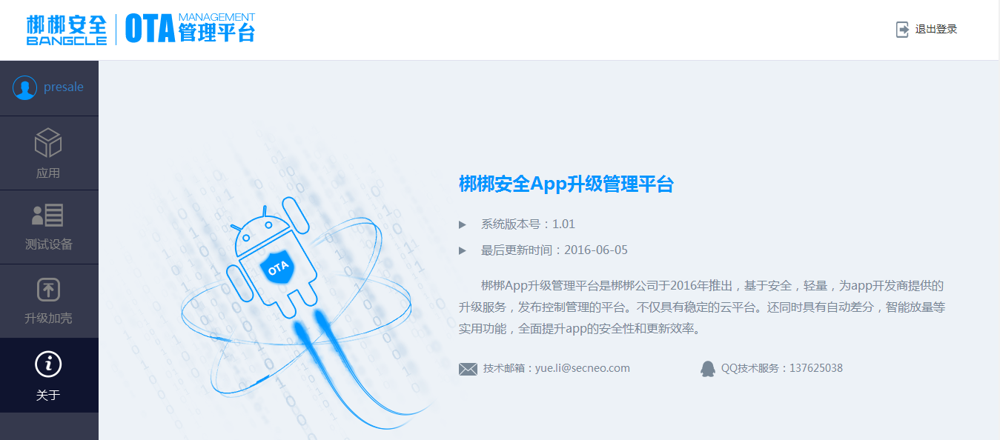 梆梆安全
BANGCLE
OTA
MANAGEMENT
管理平台
退出登录
presale
应用
测试设备
升级加壳
关于
OTA
梆梆安全App升级管理平台
系统版本号：1.01
最后更新时间：2016-06-05
梆梆App升级管理平台是梆梆公司于2016年推出，基于安全，轻量，为app开发商提供的
升级服务，发布控制管理的平台。不仅具有稳定的云平台。还同时具有自动差分，智能放量等
实用功能，全面提升app的安全性和更新效率。
技术邮箱：yue.li@secneo.com
QQ技术服务：137625038